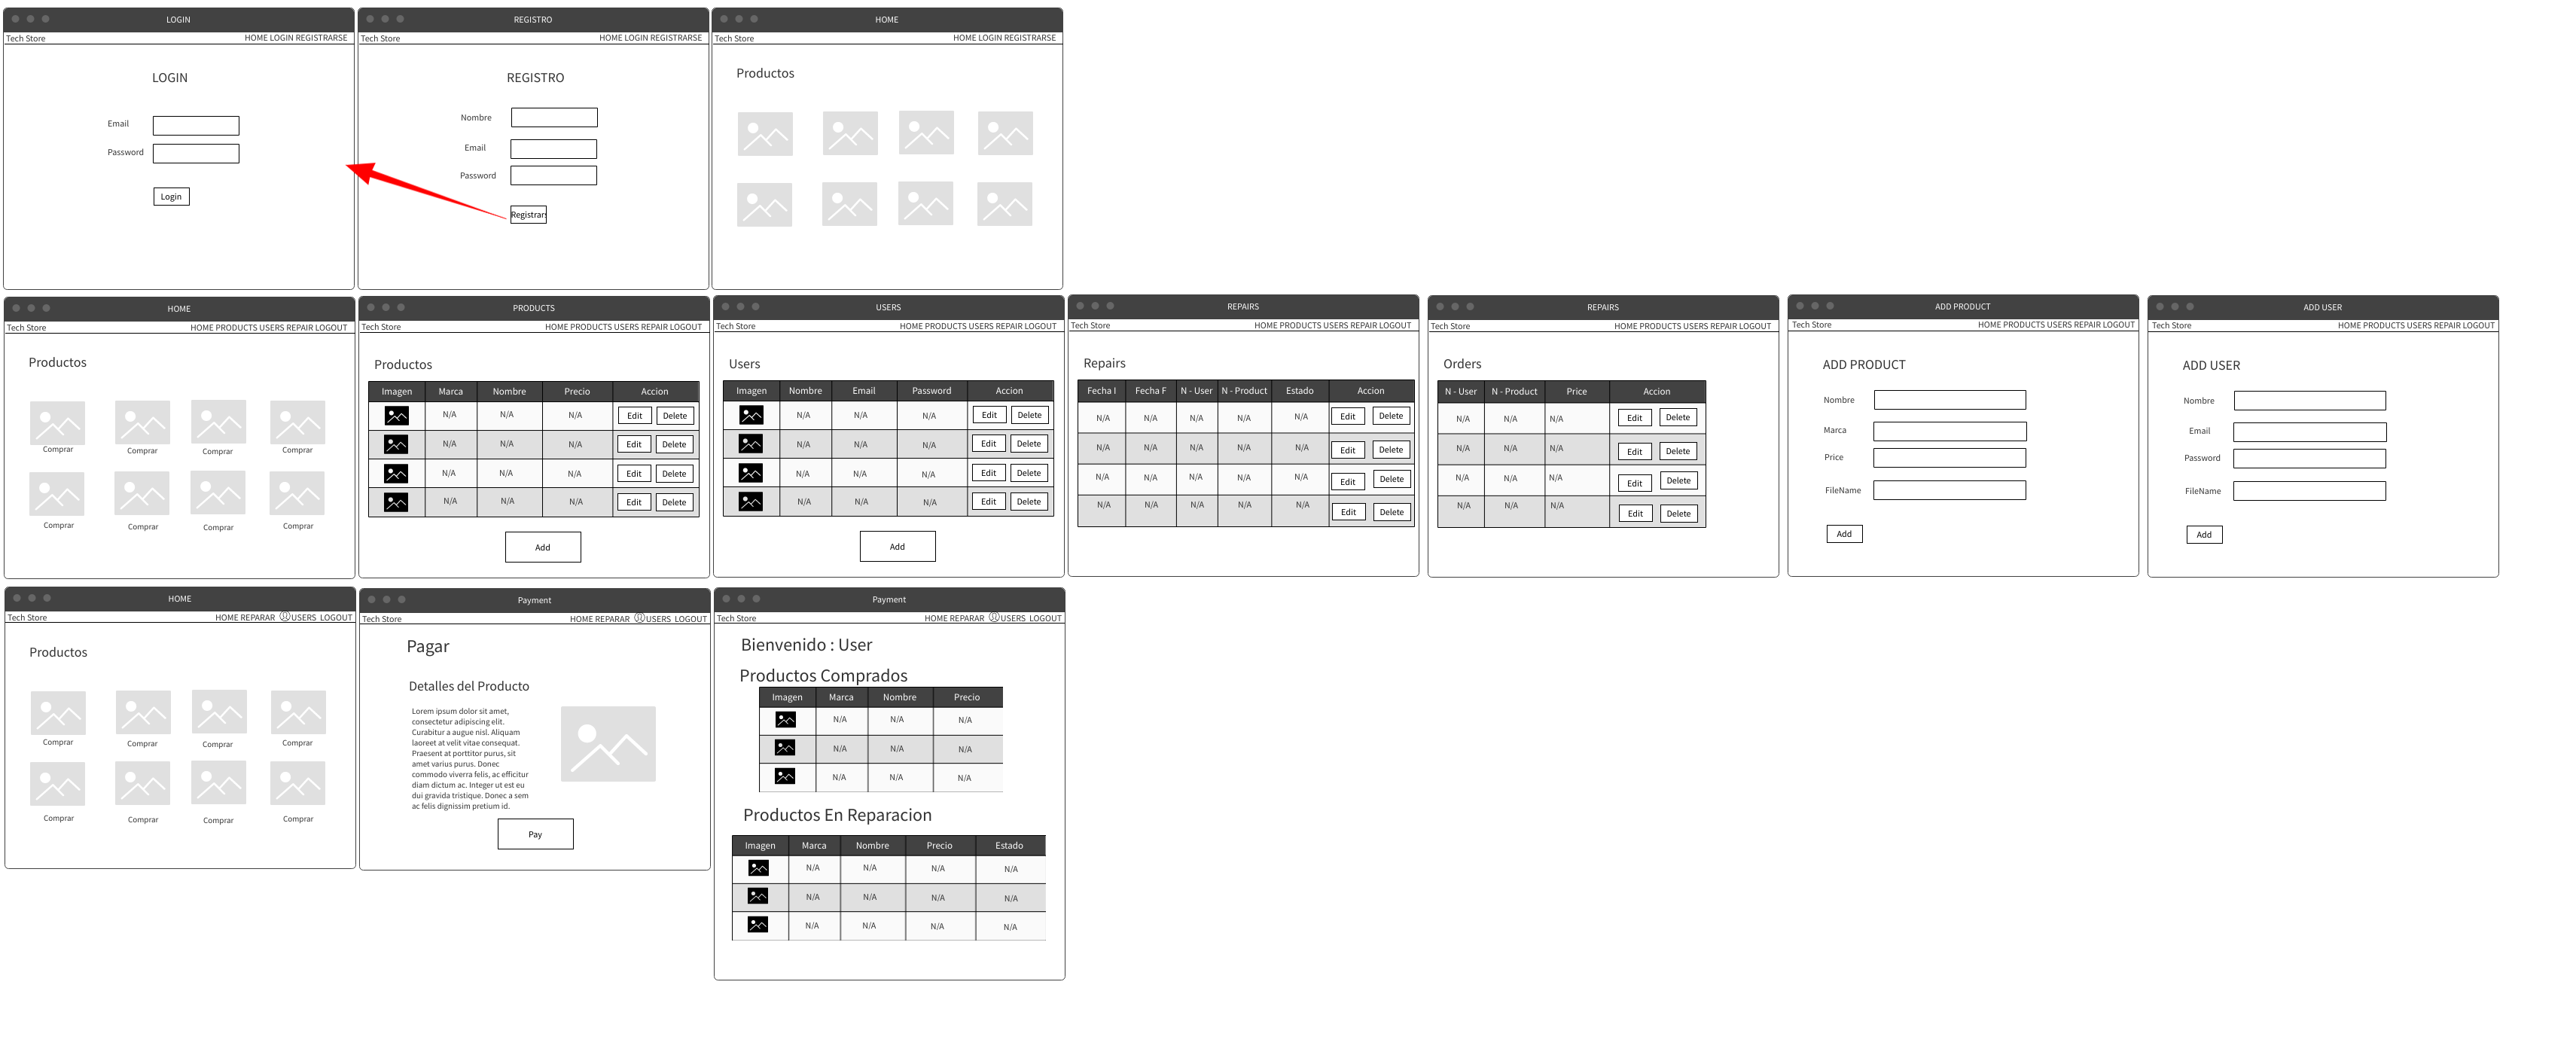 LOGIN
Tech Store
HOME LOGIN REGISTRARSE
LOGIN
Email
Password
Login
REGISTRO
Tech Store
HOME LOGIN REGISTRARSE
REGISTRO
Nombre
Email
Password
Registrar
HOME
Tech Store
HOME LOGIN REGISTRARSE
Productos
HOME
Tech Store
HOME PRODUCTS USERS REPAIR LOGOUT
Productos
Comprar Comprar Comprar Comprar
Comprar Comprar Comprar Comprar
PRODUCTS
Tech Store
HOME PRODUCTS USERS REPAIR LOGOUT
Productos
Imagen Marca Nombre Precio Accion
N/A N/A N/A Edit Delete
N/A N/A N/A Edit Delete
N/A N/A N/A Edit Delete
N/A N/A N/A Edit Delete
Add
USERS
Tech Store
HOME PRODUCTS USERS REPAIR LOGOUT
Users
Imagen Nombre Email Password Accion
N/A N/A N/A Edit Delete
N/A N/A N/A Edit Delete
N/A N/A N/A Edit Delete
N/A N/A N/A Edit Delete
Add
REPAIRS
Tech Store
HOME PRODUCTS USERS REPAIR LOGOUT
Repairs
Fecha I Fecha F N - User N - Product Estado Accion
N/A N/A N/A N/A N/A Edit Delete
N/A N/A N/A N/A N/A Edit Delete
N/A N/A N/A N/A N/A Edit Delete
N/A N/A N/A N/A N/A Edit Delete
REPAIRS
Tech Store
HOME PRODUCTS USERS REPAIR LOGOUT
Orders
N - User N - Product Price Accion
N/A N/A N/A Edit Delete
N/A N/A N/A Edit Delete
N/A N/A N/A Edit Delete
N/A N/A N/A Edit Delete
ADD PRODUCT
Tech Store
HOME PRODUCTS USERS REPAIR LOGOUT
ADD PRODUCT
Nombre
Marca
Price
FileName
Add
ADD USER
Tech Store
HOME PRODUCTS USERS REPAIR LOGOUT
ADD USER
Nombre
Email
Password
FileName
Add
HOME
Tech Store
HOME REPARAR USERS LOGOUT
Productos
Comprar Comprar Comprar Comprar
Comprar Comprar Comprar Comprar
Payment
Tech Store
HOME REPARAR USERS LOGOUT
Pagar
Detalles del Producto
Lorem ipsum dolor sit amet,
consectetur adipiscing elit.
Curabitur a augue nisl. Aliquam
laoreet at velit vitae consequat.
Praesent at porttitor purus, sit
amet varius purus. Donec
commodo viverra felis, ac efficitur
diam dictum ac. Integer ut est eu
dui gravida tristique. Donec a sem
ac felis dignissim pretium id.
Pay
Payment
Tech Store
HOME REPARAR USERS LOGOUT
Bienvenido : User
Productos Comprados
Imagen Marca Nombre Precio
N/A N/A N/A
N/A N/A N/A
N/A N/A N/A
Productos En Reparacion
Imagen Marca Nombre Precio Estado
N/A N/A N/A N/A
N/A N/A N/A N/A
N/A N/A N/A N/A